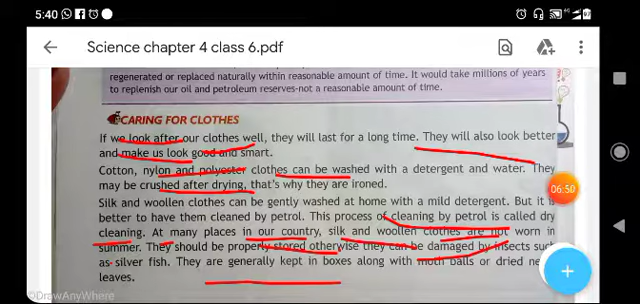 5:40
Science chapter 4 class 6.pdf
regenerated or replaced naturally within reasonable amount of time. It would take millions of years
to replenish our oil and petroleum reserves-not a reasonable amount of time.
CARING FOR CLOTHES
If we look after our clothes well, they will last for a long time. They will also look better
and make us look good and smart.
Cotton, nylon and polyester clothes can be washed with a detergent and water. They
may be crushed after drying, that's why they are ironed.
06:50
Silk and woollen clothes can be gently washed at home with a mild detergent. But it is
better to have them cleaned by petrol. This process of cleaning by petrol is called dry
cleaning. At many places in our country, silk and woollen clothes are not worn in
summer. They should be properly stored otherwise they can be damaged by insects such
as silver fish. They are generally kept in boxes along with moth balls or dried
leaves.
©DrawAnyWhere